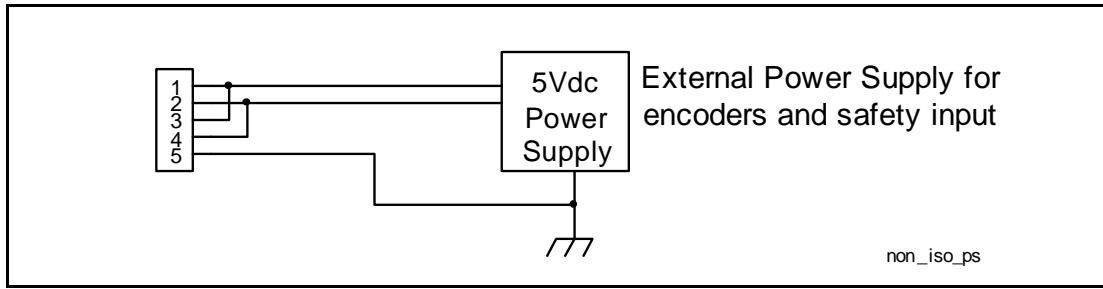 1
2
3
4
5
5Vdc
Power
Supply
External Power Supply for
encoders and safety input
non_iso_ps